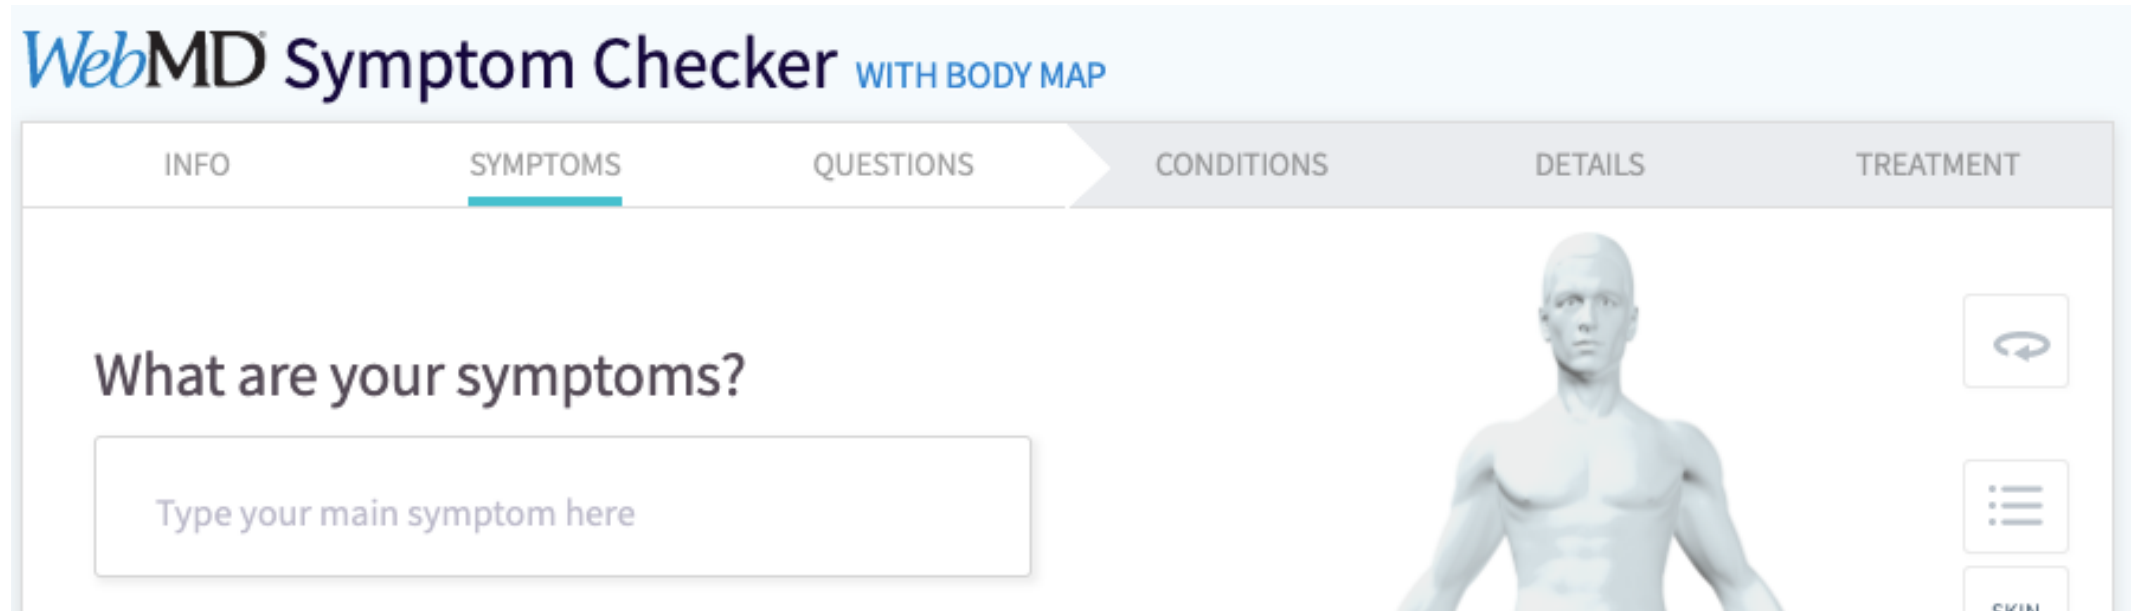 WebMD Symptom Checker WITH BODY MAP
INFO SYMPTOMS QUESTIONS CONDITIONS DETAILS TREATMENT
What are your symptoms?
Type your main symptom here
SKIN